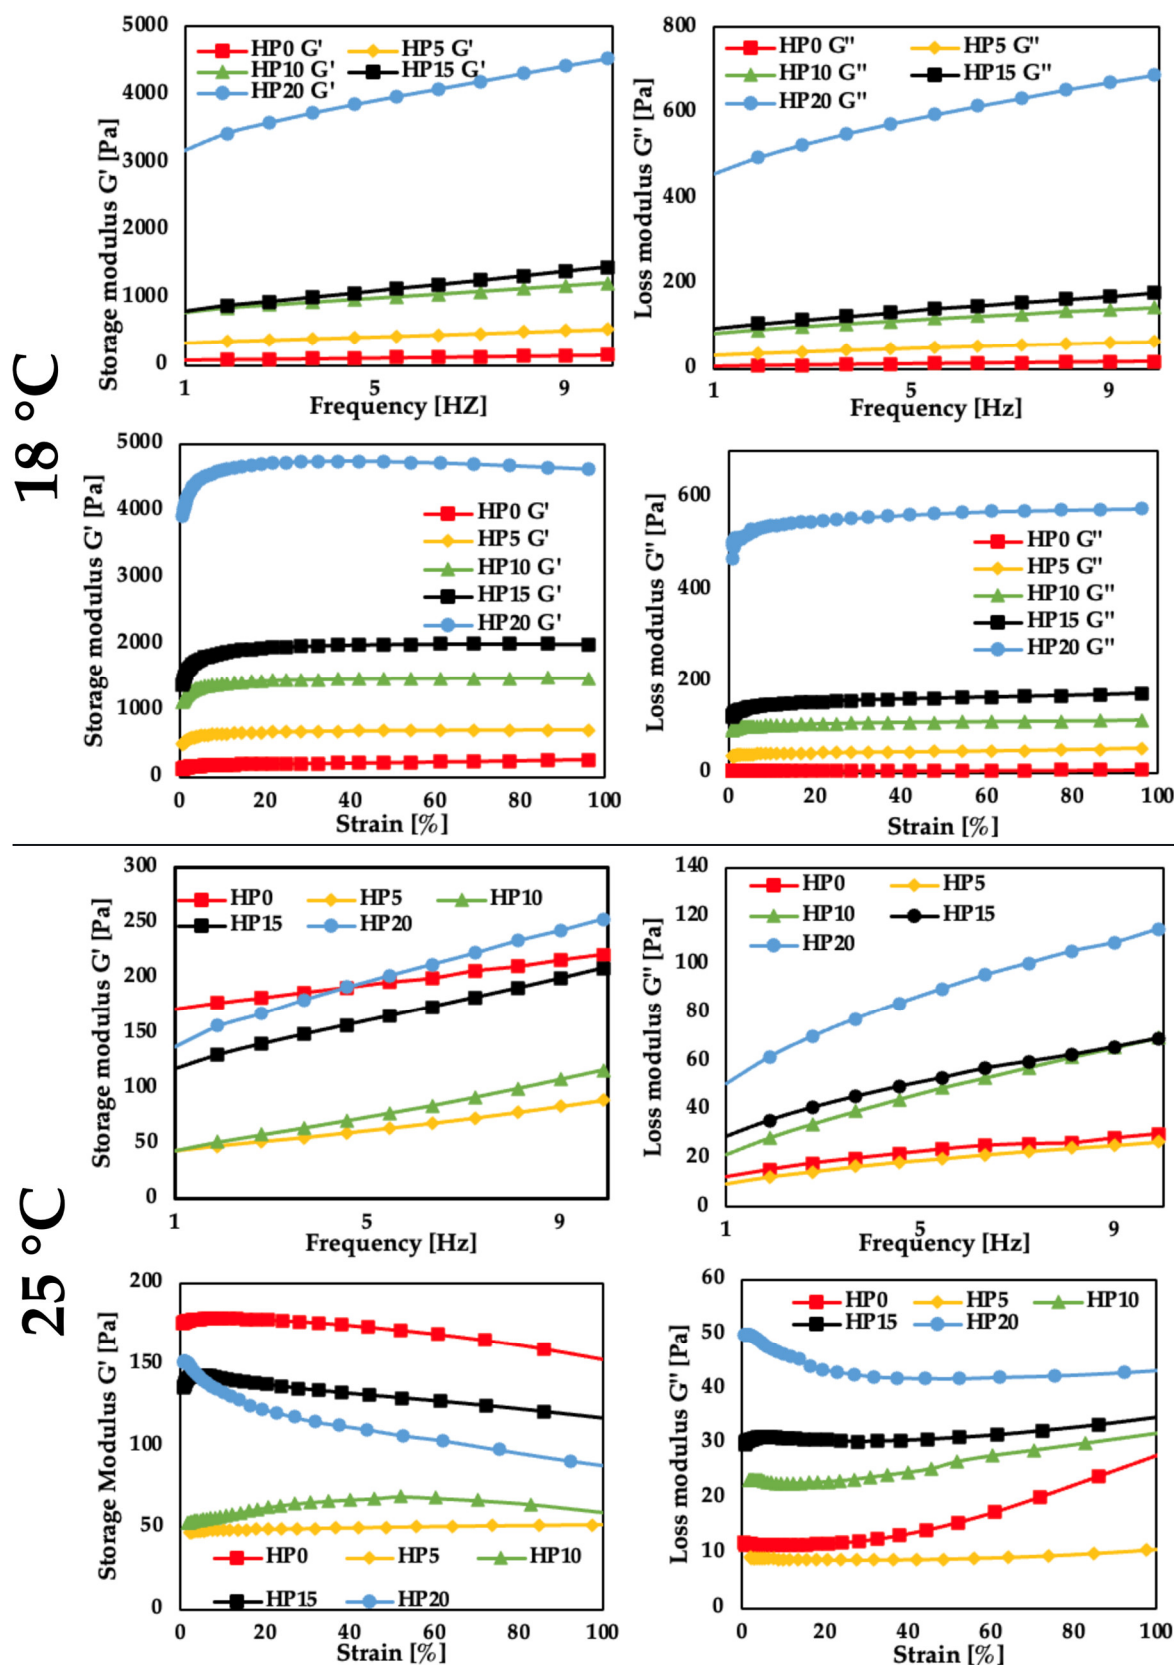 18 °C
Storage modulus G' [Pa]
5000
4000
3000
2000
1000
0
HP0 G' HP5 G'
HP10 G' HP15 G'
HP20 G'
1 5 9
Frequency [HZ]
Loss modulus G" [Pa]
800
600
400
200
0
HP0 G" HP5 G"
HP10 G" HP15 G"
HP20 G"
1 5 9
Frequency [Hz]
Storage modulus G' [Pa]
5000
4000
3000
2000
1000
0
HP0 G'
HP5 G'
HP10 G'
HP15 G'
HP20 G'
0 20 40 60 80 100
Strain [%]
Loss modulus G" [Pa]
600
400
200
0
HP0 G"
HP5 G"
HP10 G"
HP15 G"
HP20 G"
0 20 40 60 80 100
Strain [%]
25 °C
Storage modulus G' [Pa]
300
250
200
150
100
50
0
HP0 HP5 HP10
HP15 HP20
1 5 9
Frequency [Hz]
Loss modulus G" [Pa]
140
120
100
80
60
40
20
0
HP0 HP5
HP10 HP15
HP20
1 5 9
Frequency [Hz]
Storage Modulus G' [Pa]
200
150
100
50
0
HP0 HP5 HP10
HP15 HP20
0 20 40 60 80 100
Strain [%]
Loss modulus G" [Pa]
60
50
40
30
20
10
0
HP0 HP5 HP10
HP15 HP20
0 20 40 60 80 100
Strain [%]